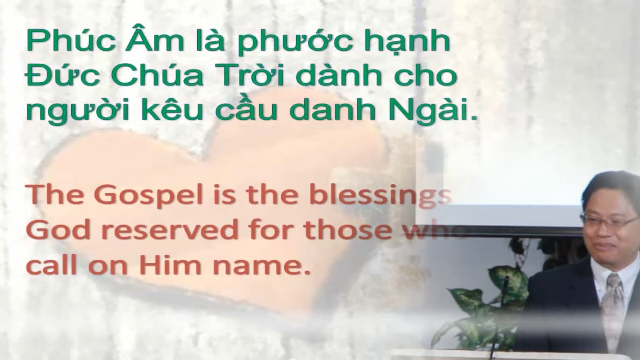 Phúc Âm là phước hạnh
Đức Chúa Trời dành cho
người kêu cầu danh Ngài.
The Gospel is the blessings
God reserved for those who
call on Him name.